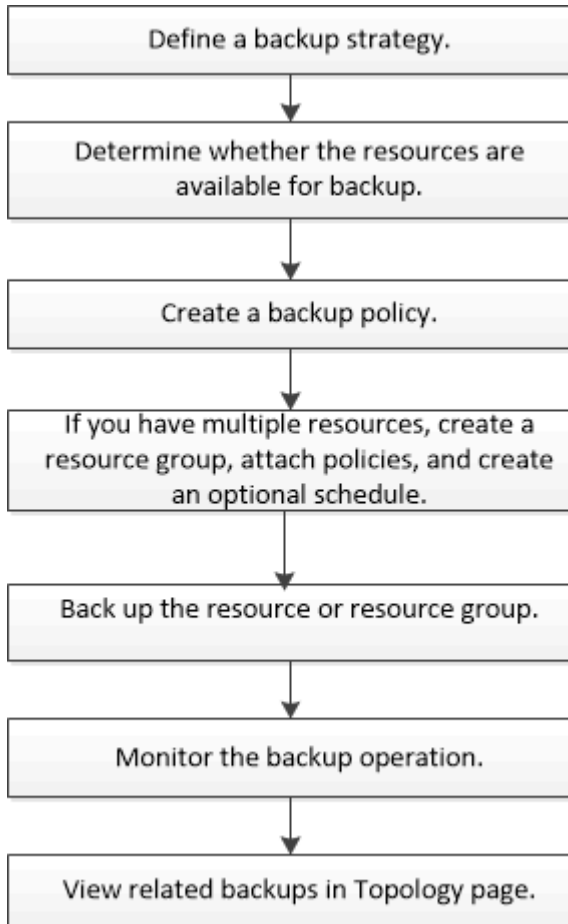 Define a backup strategy.
Determine whether the resources are
available for backup.
Create a backup policy.
If you have multiple resources, create a
resource group, attach policies, and create
an optional schedule.
Back up the resource or resource group.
Monitor the backup operation.
View related backups in Topology page.